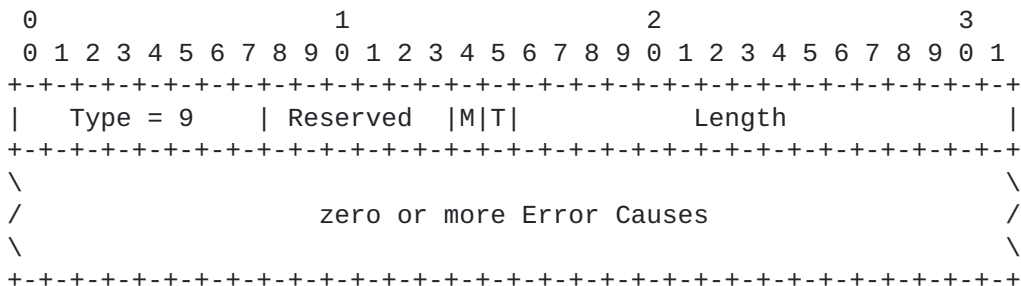 0                   1                   2                   3
 0 1 2 3 4 5 6 7 8 9 0 1 2 3 4 5 6 7 8 9 0 1 2 3 4 5 6 7 8 9 0 1
+-+-+-+-+-+-+-+-+-+-+-+-+-+-+-+-+-+-+-+-+-+-+-+-+-+-+-+-+-+-+-+-+
|   Type = 9    | Reserved  |M|T|           Length              |
+-+-+-+-+-+-+-+-+-+-+-+-+-+-+-+-+-+-+-+-+-+-+-+-+-+-+-+-+-+-+-+-+
\                                                               \
/                   zero or more Error Causes                   /
\                                                               \
+-+-+-+-+-+-+-+-+-+-+-+-+-+-+-+-+-+-+-+-+-+-+-+-+-+-+-+-+-+-+-+-+